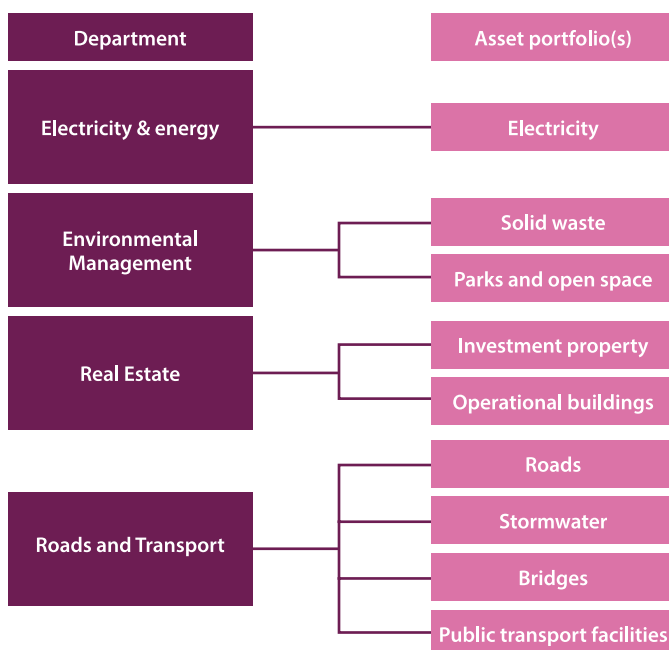 Department
Asset portfolio(s)
Electricity & energy
Electricity
Environmental
Management
Solid waste
Parks and open space
Real Estate
Investment property
Operational buildings
Roads and Transport
Roads
Stormwater
Bridges
Public transport facilities